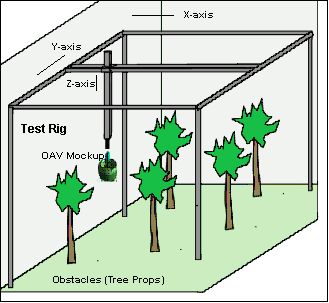 X-axis
Y-axis
Z-axis
Test Rig
OAV Mockup
Obstacles (Tree Props)